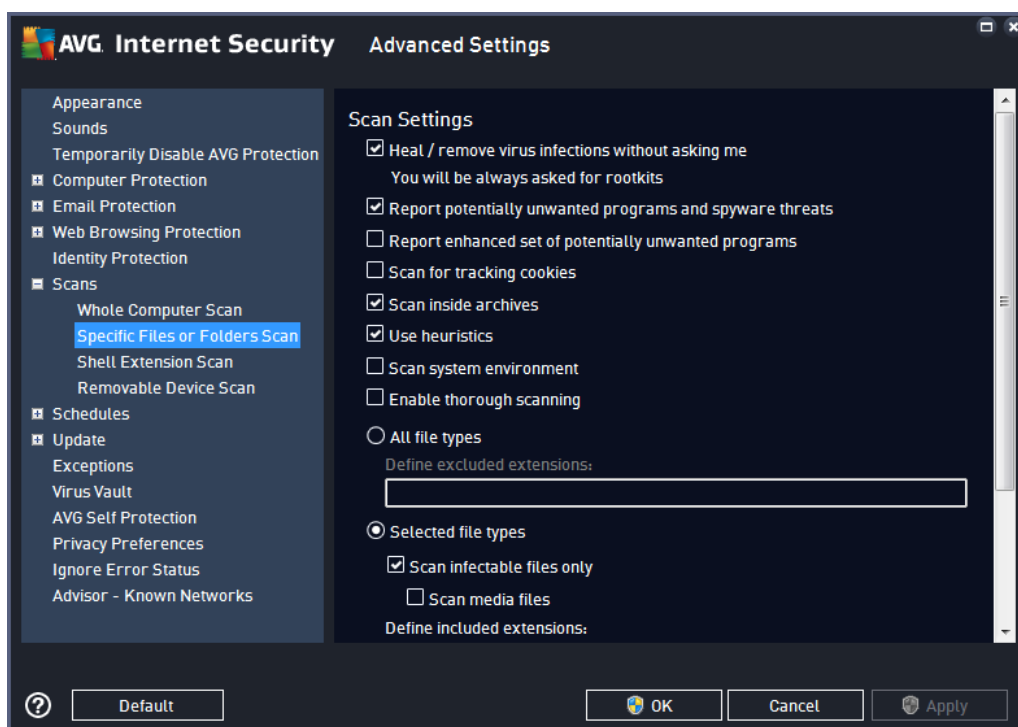 AVG. Internet Security Advanced Settings
Appearance
Sounds
Temporarily Disable AVG Protection
Computer Protection
Email Protection
Web Browsing Protection
Identity Protection
Scans
Whole Computer Scan
Specific Files or Folders Scan
Shell Extension Scan
Removable Device Scan
Schedules
Update
Exceptions
Virus Vault
AVG Self Protection
Privacy Preferences
Ignore Error Status
Advisor - Known Networks
Scan Settings
Heal / remove virus infections without asking me
You will be always asked for rootkits
Report potentially unwanted programs and spyware threats
Report enhanced set of potentially unwanted programs
Scan for tracking cookies
Scan inside archives
Use heuristics
Scan system environment
Enable thorough scanning
All file types
Define excluded extensions:
Selected file types
Scan infectable files only
Scan media files
Define included extensions:
? Default OK Cancel Apply